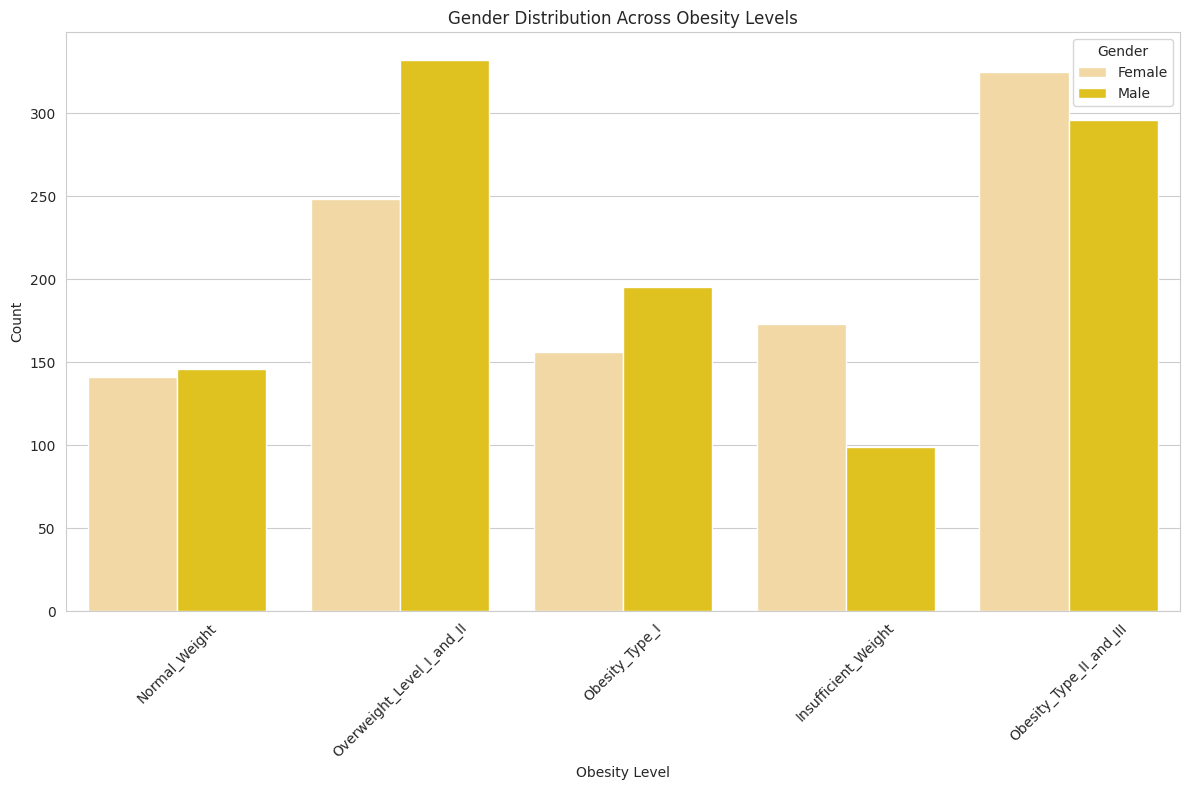 Gender Distribution Across Obesity Levels
Gender
Female
Male
300
250
200
150
100
50
0
Count
Normal_Weight
Overweight_Level_I_and_II
Obesity_Type_I
Insufficient_Weight
Obesity_Type_II_and_III
Obesity Level